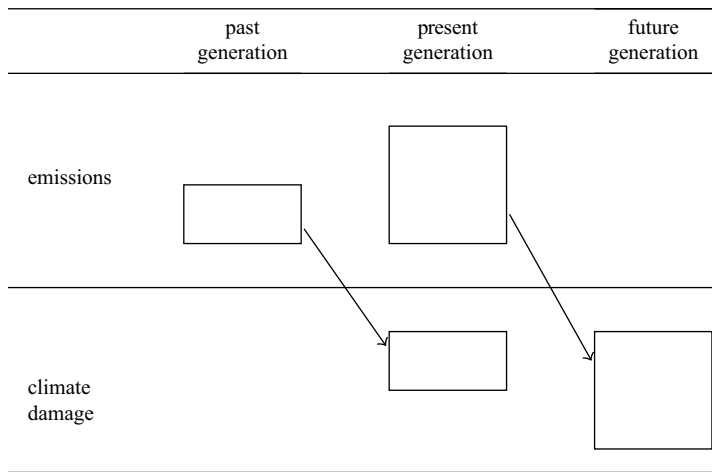 past
generation
present
generation
future
generation
emissions
climate
damage